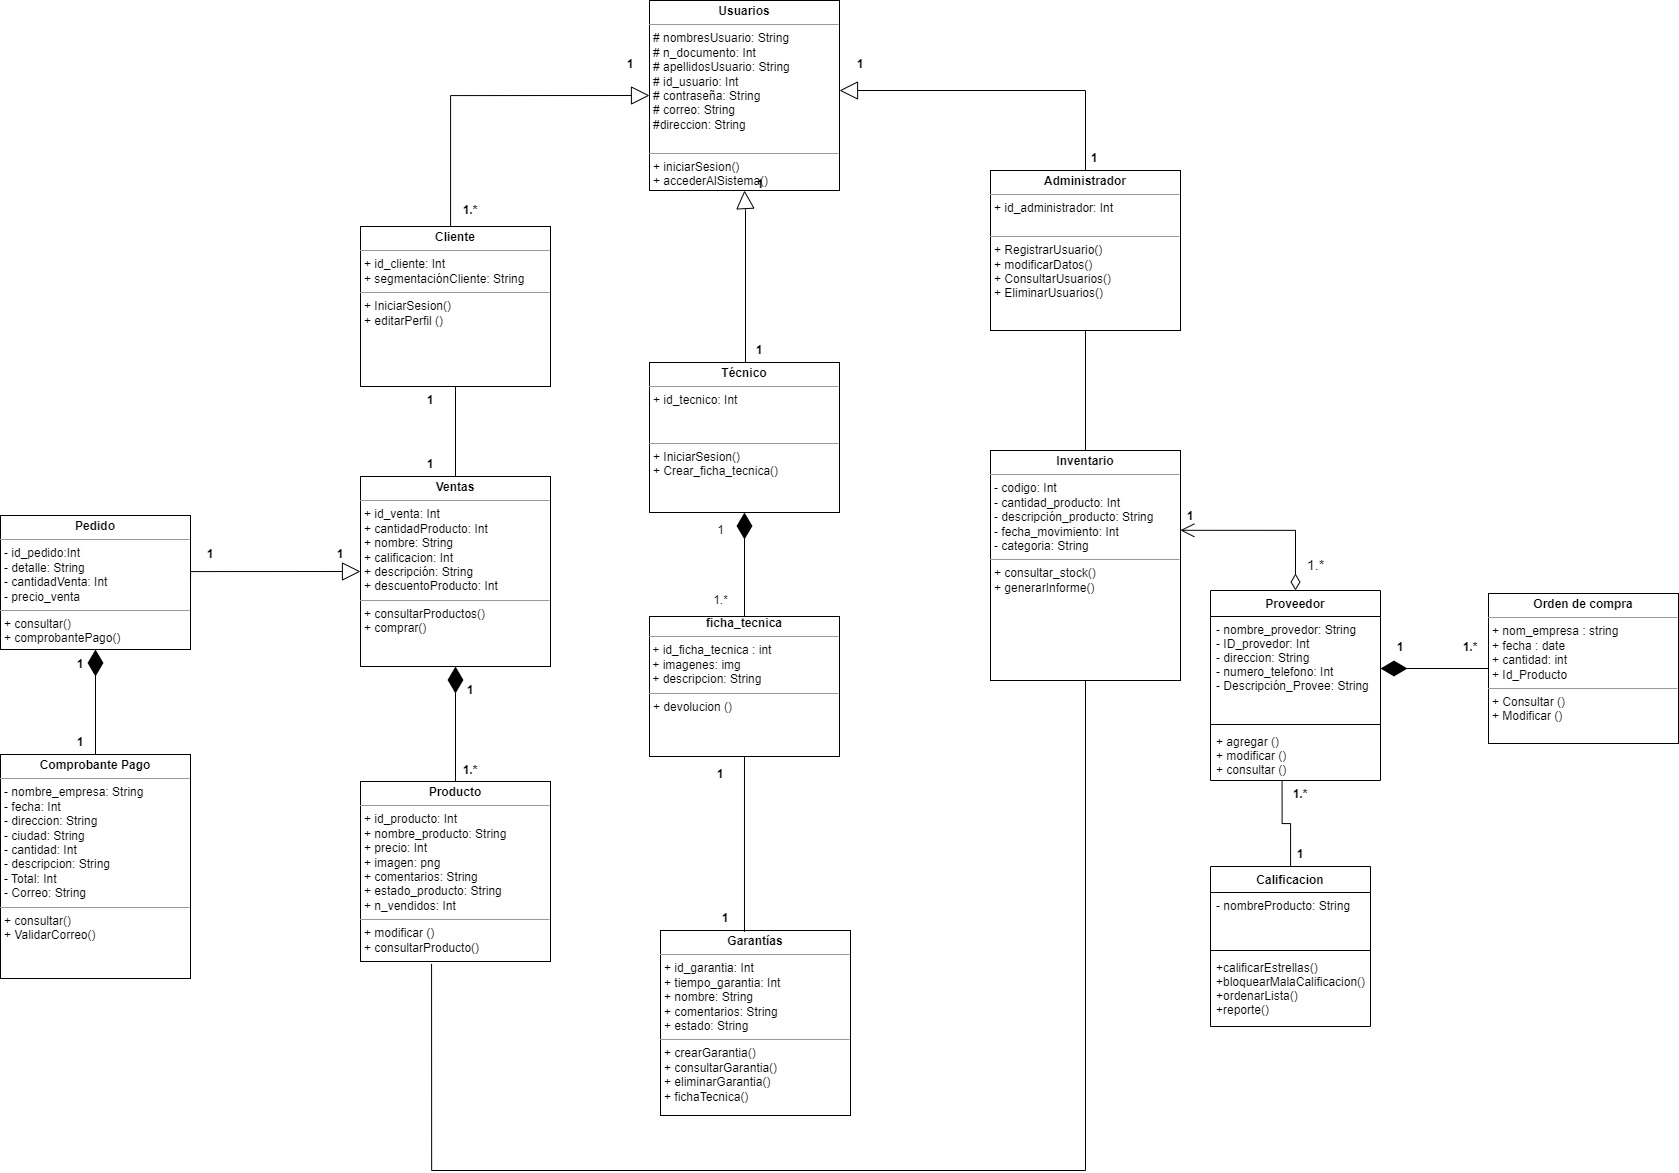 Usuarios
# nombresUsuario: String
# n_documento: Int
# apellidosUsuario: String
# id_usuario: Int
# contraseña: String
# correo: String
#direccion: String
+ iniciarSesion()
+ accederAlSistema()
1
1
1
1.*
1
1
Cliente
+ id_cliente: Int
+ segmentaciónCliente: String
+ IniciarSesion()
+ editarPerfil ()
1
1
Administrador
+ id_administrador: Int
+ RegistrarUsuario()
+ modificarDatos()
+ ConsultarUsuarios()
+ EliminarUsuarios()
Técnico
+ id_tecnico: Int
+ IniciarSesion()
+ Crear_ficha_tecnica()
1
1.*
Ventas
+ id_venta: Int
+ cantidadProducto: Int
+ nombre: String
+ calificacion: Int
+ descripción: String
+ descuentoProducto: Int
+ consultarProductos()
+ comprar()
1
1.*
Pedido
- id_pedido:Int
- detalle: String
- cantidadVenta: Int
- precio_venta
+ consultar()
+ comprobantePago()
1
1
1
1
Comprobante Pago
- nombre_empresa: String
- fecha: Int
- direccion: String
- ciudad: String
- cantidad: Int
- descripcion: String
- Total: Int
- Correo: String
+ consultar()
+ ValidarCorreo()
Producto
+ id_producto: Int
+ nombre_producto: String
+ precio: Int
+ imagen: png
+ comentarios: String
+ estado_producto: String
+ n_vendidos: Int
+ modificar ()
+ consultarProducto()
ficha_tecnica
+ id_ficha_tecnica : int
+ imagenes: img
+ descripcion: String
+ devolucion ()
1
1
Garantías
+ id_garantia: Int
+ tiempo_garantia: Int
+ nombre: String
+ comentarios: String
+ estado: String
+ crearGarantia()
+ consultarGarantia()
+ eliminarGarantia()
+ fichaTecnica()
Inventario
- codigo: Int
- cantidad_producto: Int
- descripción_producto: String
- fecha_movimiento: Int
- categoria: String
+ consultar_stock()
+ generarInforme()
1
1.*
Proveedor
- nombre_provedor: String
- ID_provedor: Int
- direccion: String
- numero_telefono: Int
- Descripción_Provee: String
+ agregar ()
+ modificar ()
+ consultar ()
1
1.*
Orden de compra
+ nom_empresa : string
+ fecha : date
+ cantidad: int
+ Id_Producto
+ Consultar ()
+ Modificar ()
1.*
1
Calificacion
- nombreProducto: String
+calificarEstrellas()
+bloquearMalaCalificacion()
+ordenarLista()
+reporte()